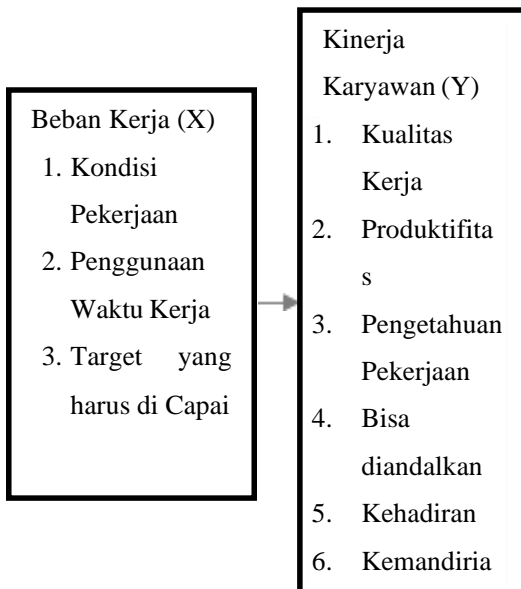 Beban Kerja (X)
1. Kondisi
Pekerjaan
2. Penggunaan
Waktu Kerja
3. Target yang
harus di Capai
Kinerja
Karyawan (Y)
1. Kualitas
Kerja
2. Produktifita
s
3. Pengetahuan
Pekerjaan
4. Bisa
diandalkan
5. Kehadiran
6. Kemandiria